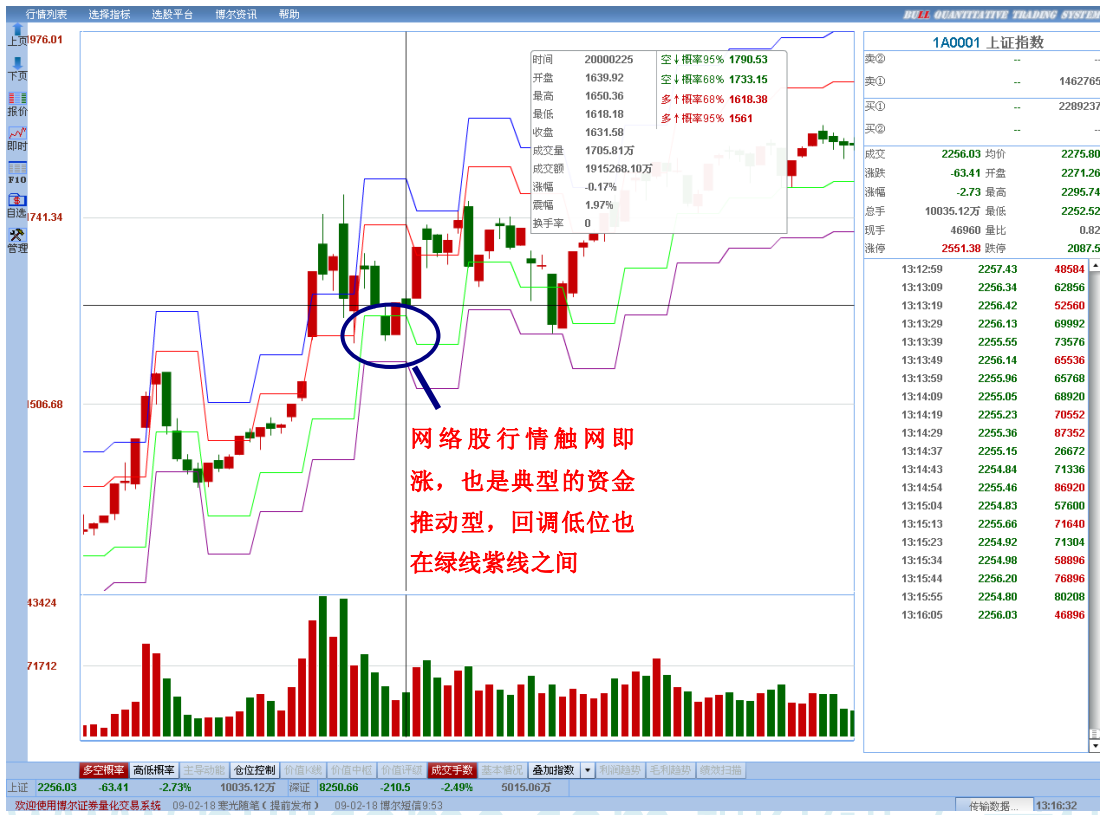 行情列表 选择指标 选股平台 博尔资讯 帮助 BULL QUANTITATIVE TRADING SYSTEM
上页
下页
报价
即时
F10
自选
管理
1976.01
1741.34
1506.68
43424
71712
时间 20000225 空↓概率95% 1790.53
开盘 1639.92 空↓概率68% 1733.15
最高 1650.36 多↑概率68% 1618.38
最低 1618.18 多↑概率95% 1561
收盘 1631.58
成交量 1705.81万
成交额 1915268.10万
涨幅 -0.17%
震幅 1.97%
换手率 0
网络股行情触网即
涨，也是典型的资金
推动型，回调低位也
在绿线紫线之间
1A0001 上证指数
卖② -- --
卖① -- 1462765
买① -- 2289237
买② -- --
成交 2256.03 均价 2275.80
涨跌 -63.41 开盘 2271.26
涨幅 -2.73 最高 2295.74
总手 10035.12万 最低 2252.52
现手 46960 量比 0.82
涨停 2551.38 跌停 2087.5
13:12:59 2257.43 48584
13:13:09 2256.34 62856
13:13:19 2256.42 52560
13:13:29 2256.13 69992
13:13:39 2255.55 73576
13:13:49 2256.14 65536
13:13:59 2255.96 65768
13:14:09 2255.05 68920
13:14:19 2255.23 70552
13:14:29 2255.36 87352
13:14:37 2255.15 26672
13:14:43 2254.84 71336
13:14:54 2255.46 86920
13:15:04 2254.83 57600
13:15:13 2255.66 71640
13:15:23 2254.92 71304
13:15:34 2254.98 58896
13:15:44 2256.20 76896
13:15:55 2254.80 80208
13:16:05 2256.03 46896
多空概率 高低概率 主导动能 仓位控制 价值K线 价值中枢 价值评研 成交手数 基本情况 叠加指数 利润趋势 毛利趋势 绩效扫描
上证 2256.03 -63.41 -2.73% 10035.12万 深证 8250.66 -210.5 -2.49% 5015.06万
欢迎使用博尔证券量化交易系统 09-02-18 寒光随笔(提前发布) 09-02-18 博尔短信9:53 传输数据... 13:16:32